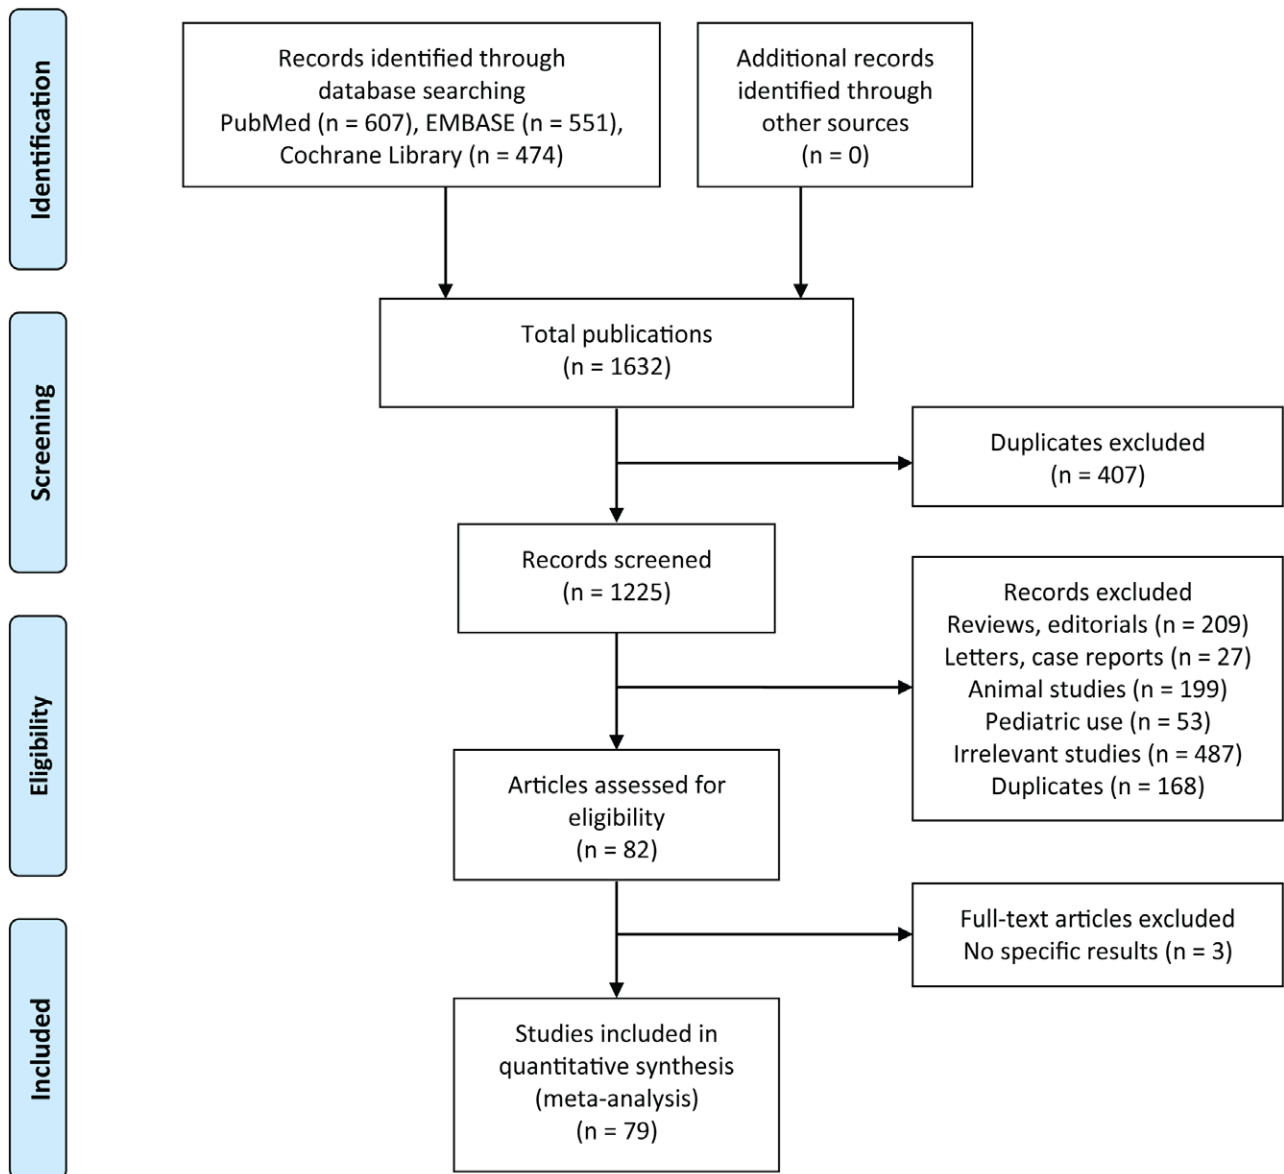 Identification
Records identified through
database searching
PubMed (n = 607), EMBASE (n = 551),
Cochrane Library (n = 474)
Additional records
identified through
other sources
(n = 0)
Screening
Total publications
(n = 1632)
Duplicates excluded
(n = 407)
Records screened
(n = 1225)
Records excluded
Reviews, editorials (n = 209)
Letters, case reports (n = 27)
Animal studies (n = 199)
Pediatric use (n = 53)
Irrelevant studies (n = 487)
Duplicates (n = 168)
Eligibility
Articles assessed for
eligibility
(n = 82)
Full-text articles excluded
No specific results (n = 3)
Included
Studies included in
quantitative synthesis
(meta-analysis)
(n = 79)